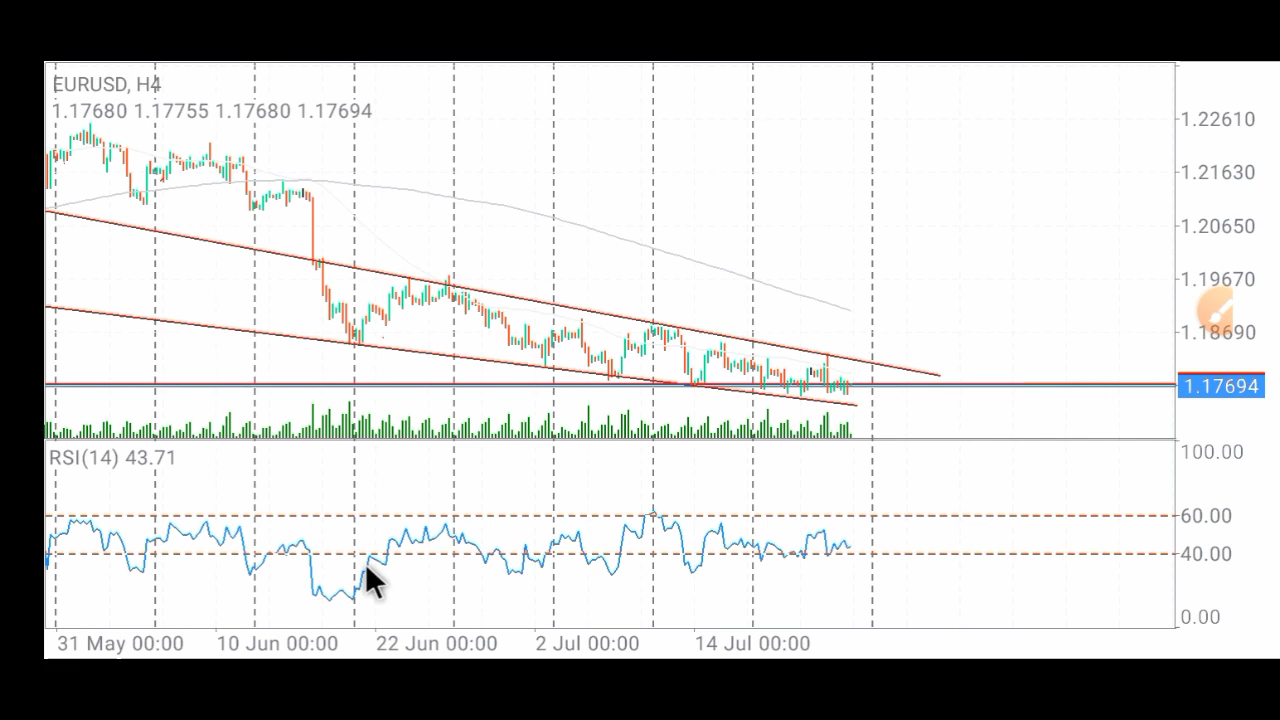 EURUSD, H4
1.17680 1.17755 1.17680 1.17694
1.22610
1.21630
1.20650
1.19670
1.18690
1.17694
RSI(14) 43.71
100.00
60.00
40.00
0.00
31 May 00:00 10 Jun 00:00 22 Jun 00:00 2 Jul 00:00 14 Jul 00:00